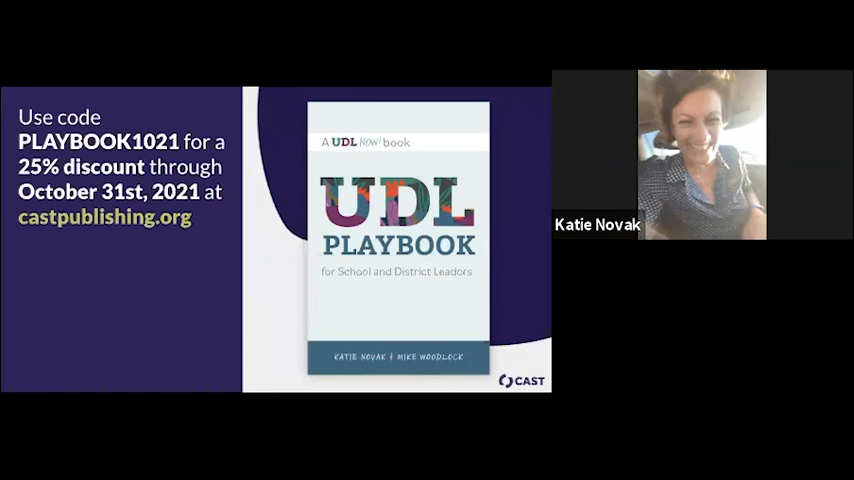 Use code
PLAYBOOK1021 for a
25% discount through
October 31st, 2021 at
castpublishing.org
A UDL NOW! book
UDL
PLAYBOOK
for School and District Leaders
KATIE NOVAK & MIKE WOODLOCK
CAST
Katie Novak